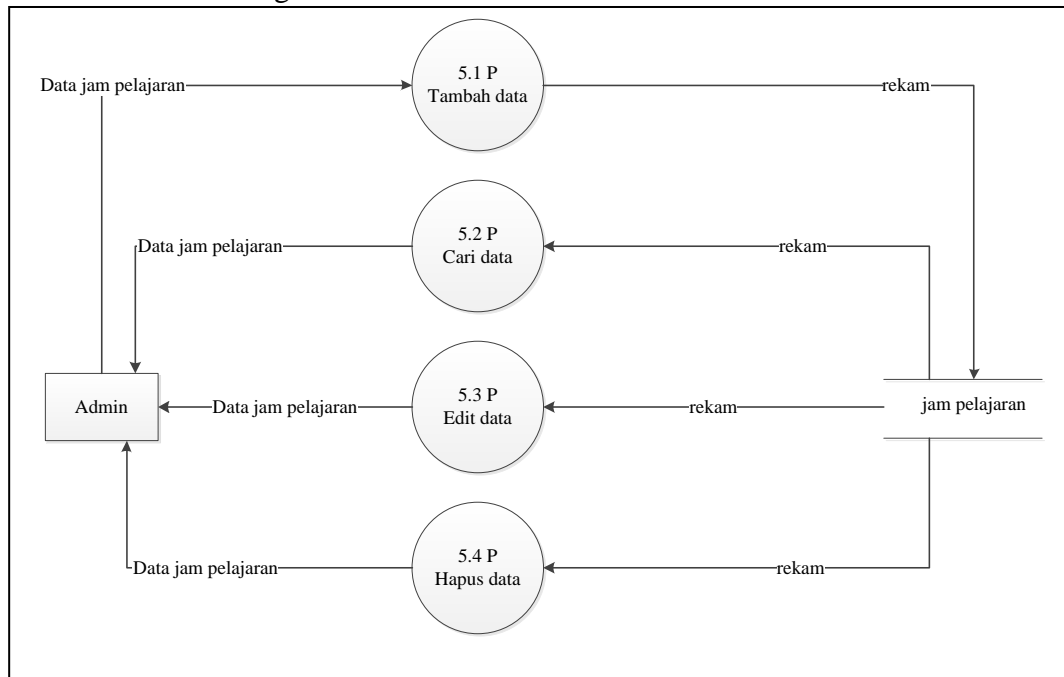 5.1 P
Tambah data
Data jam pelajaran
rekam
5.2 P
Cari data
Data jam pelajaran
rekam
5.3 P
Edit data
Admin
Data jam pelajaran
rekam
jam pelajaran
5.4 P
Hapus data
Data jam pelajaran
rekam